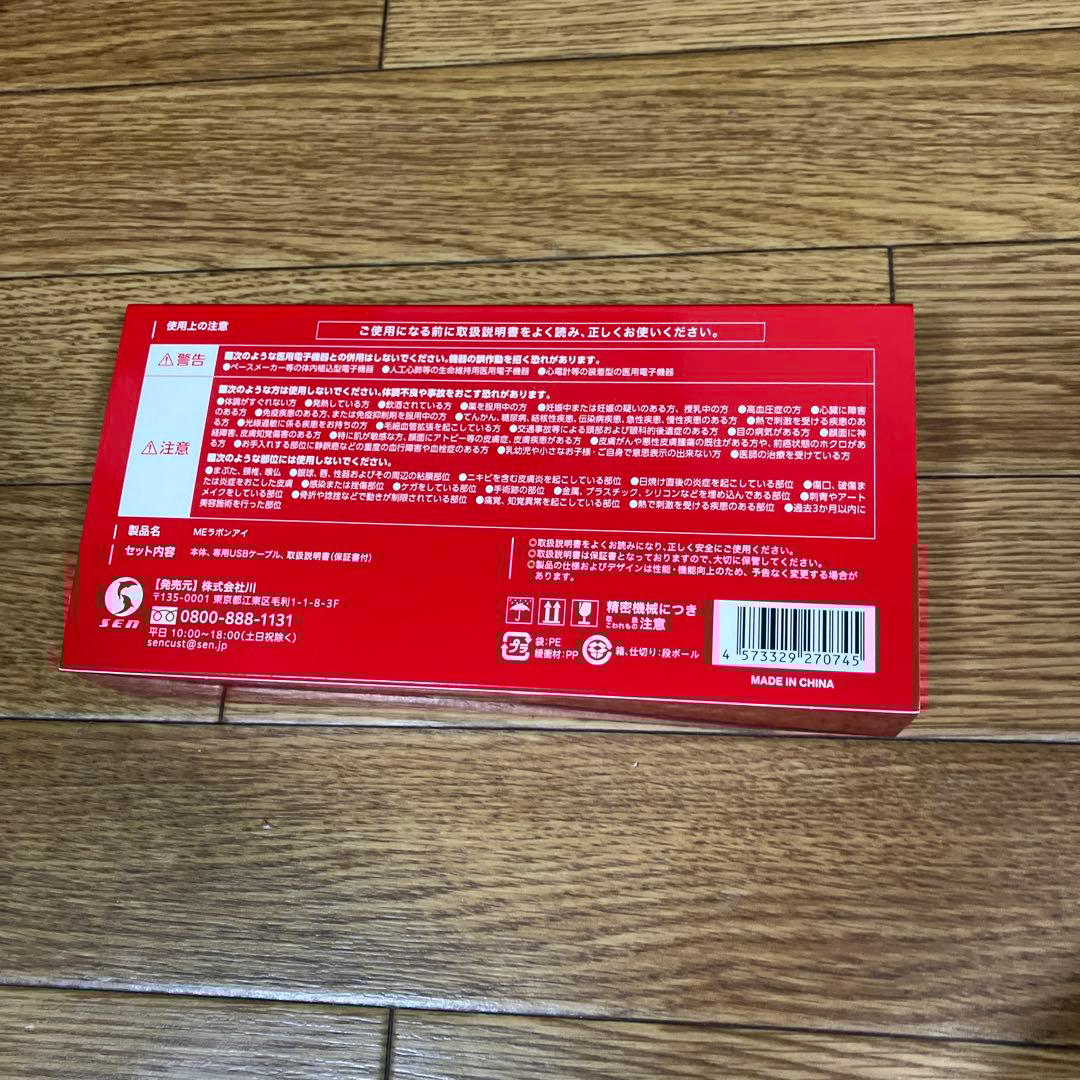 使用上の注意
ご使用になる前に取扱説明書をよく読み、正しくお使いください。
警告
■次のような医用電子機器との併用はしないでください。機器の誤作動を招く恐れがあります。
●ペースメーカー等の体内植込型電子機器 ●人工心肺等の生命維持用医用電子機器 ●心電計等の装着型の医用電子機器
注意
■次のような方は使用しないでください。体調不良や事故をおこす恐れがあります。
●体調がすぐれない方 ●発熱している方 ●飲酒されている方 ●薬を服用中の方 ●妊娠中または妊娠の疑いのある方、授乳中の方 ●高血圧症の方 ●心臓に障害
のある方 ●免疫疾患のある方、または免疫抑制剤を服用中の方 ●てんかん、糖尿病、結核性疾患、伝染病疾患、急性疾患、慢性疾患のある方 ●熱で刺激を受ける疾患のあ
る方 ●光線過敏に係る疾患をお持ちの方 ●毛細血管拡張を起こしている方 ●交通事故等による頭部および眼科的後遺症のある方 ●目の病気がある方 ●顔面に神
経障害、皮膚知覚障害のある方 ●特に肌が敏感な方、顔面にアトピー等の皮膚症、皮膚疾患がある方 ●皮膚がんや悪性皮膚腫瘍の既往がある方や、前癌状態のホクロがあ
る方 ●お手入れする部位に静脈瘤などの重度の血行障害や血栓症のある方 ●乳幼児や小さなお子様・ご自身で意思表示の出来ない方 ●医師の治療を受けている方
■次のような部位には使用しないでください。
●まぶた、頸椎、喉仏 ●眼球、唇、性器およびその周辺の粘膜部位 ●ニキビを含む皮膚炎を起こしている部位 ●日焼け直後の炎症を起こしている部位 ●傷口、破傷ま
たは炎症をおこした皮膚 ●感染または挫傷部位 ●ケガをしている部位 ●手術跡の部位 ●金属、プラスチック、シリコンなどを埋め込んである部位 ●刺青やアート
メイクをしている部位 ●骨折や捻挫などで動きが制限されている部位 ●痛覚、知覚異常を起こしている部位 ●熱で刺激を受ける疾患のある部位 ●過去3か月以内に
美容施術を行った部位
製品名 MEラボンアイ
セット内容 本体、専用USBケーブル、取扱説明書(保証書付)
◎取扱説明書をよくお読みになり、正しく安全にご使用ください。
◎取扱説明書は保証書となっておりますので、大切に保管してください。
◎製品の仕様およびデザインは性能・機能向上のため、予告なく変更する場合が
あります。
SEN
【発売元】株式会社川
〒135-0001 東京都江東区毛利1-1-8-3F
0800-888-1131
平日 10:00～18:00(土日祝除く)
sencust@sen.jp
精密機械につき
取扱注意
こわれもの
プラ
袋:PE
緩衝材:PP
箱、仕切り:段ボール
4 573329 270745
MADE IN CHINA